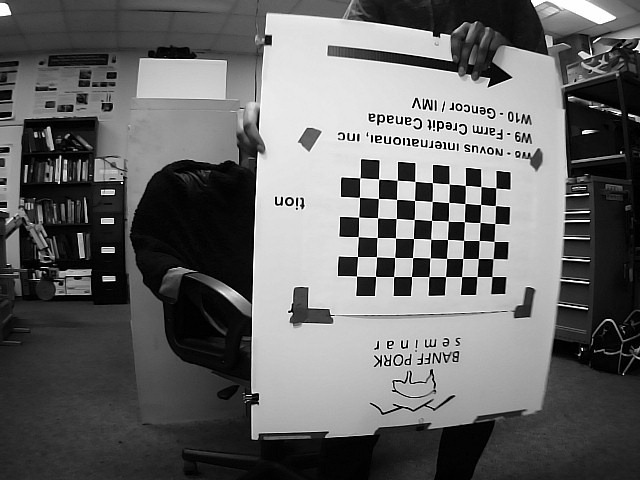 BANFF PORK
seminar
tion
W8 - Novus International, Inc
W9 - Farm Credit Canada
W10 - Gencor / IMV